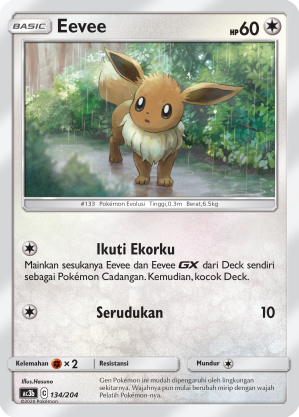 BASIC Eevee HP60
#133 Pokémon Evolusi Tinggi,0.3m Berat,6.5kg
Ikuti Ekorku
Mainkan sesukanya Eevee dan Eevee GX dari Deck sendiri
sebagai Pokémon Cadangan. Kemudian, kocok Deck.
Serudukan 10
Kelemahan ×2 Resistansi Mundur
Illus.Hasuno
AC3b C 134/204
Gen Pokémon ini mudah dipengaruhi oleh lingkungan
sekitarnya. Wajahnya pun mulai mirip dengan wajah
Pelatih Pokémon-nya.